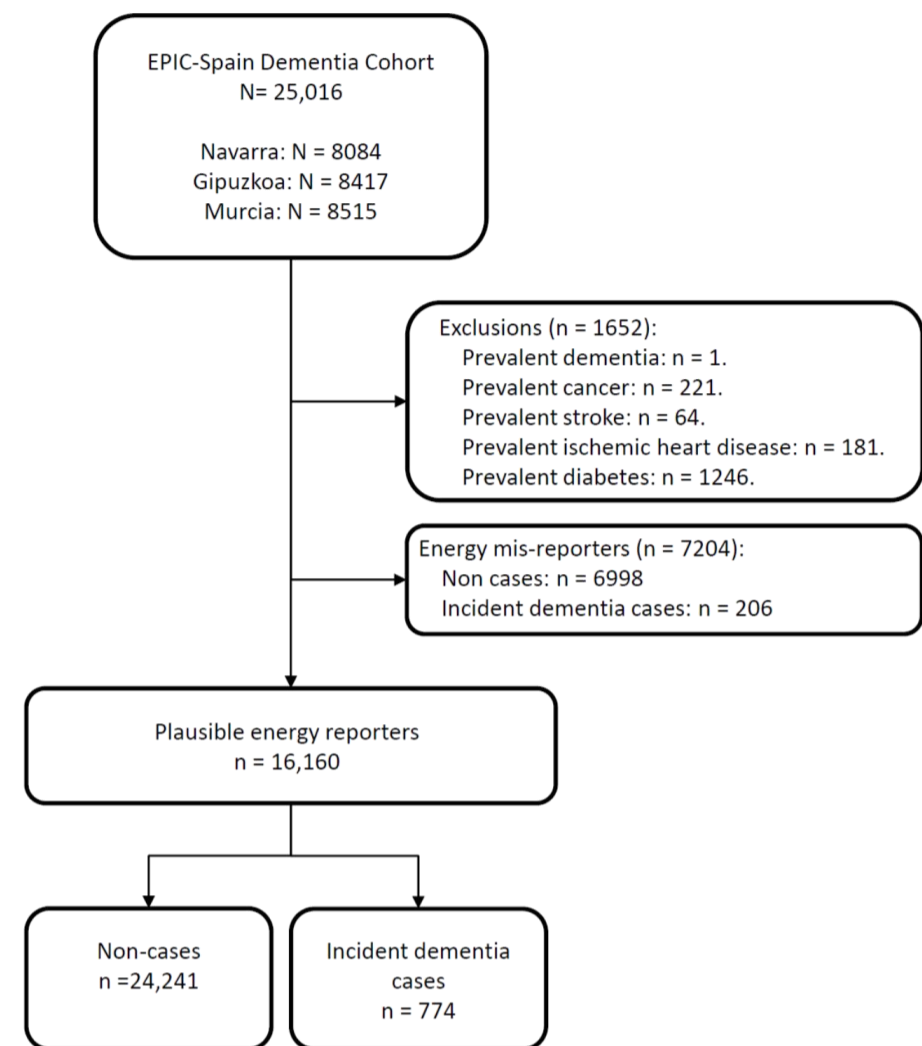 EPIC-Spain Dementia Cohort
N= 25,016
Navarra: N = 8084
Gipuzkoa: N = 8417
Murcia: N = 8515
Exclusions (n = 1652):
Prevalent dementia: n = 1.
Prevalent cancer: n = 221.
Prevalent stroke: n = 64.
Prevalent ischemic heart disease: n = 181.
Prevalent diabetes: n = 1246.
Energy mis-reporters (n = 7204):
Non cases: n = 6998
Incident dementia cases: n = 206
Plausible energy reporters
n = 16,160
Non-cases
n =24,241
Incident dementia
cases
n = 774